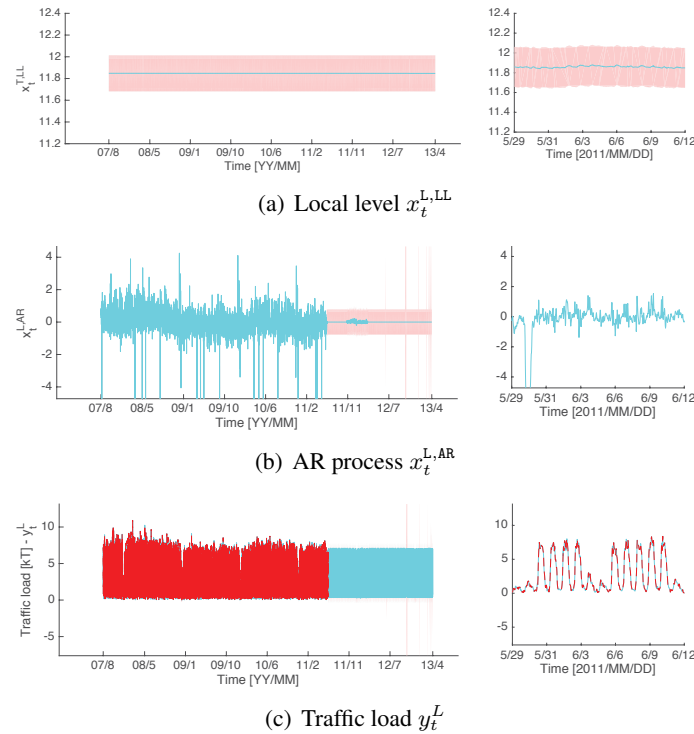 12.4
12.2
12
11.8
11.6
11.4
11.2
x_t^{T,LL}
07/8 08/5 09/1 09/10 10/6 11/2 11/11 12/7 13/4
Time [YY/MM]
12.4
12.2
12
11.8
11.6
11.4
11.2
5/29 5/31 6/3 6/6 6/9 6/12
Time [2011/MM/DD]
(a) Local level x_t^{L,LL}
4
2
0
-2
-4
x_t^{L,AR}
07/8 08/5 09/1 09/10 10/6 11/2 11/11 12/7 13/4
Time [YY/MM]
4
2
0
-2
-4
5/29 5/31 6/3 6/6 6/9 6/12
Time [2011/MM/DD]
(b) AR process x_t^{L,AR}
10
5
0
-5
Traffic load [kT] - y_t^L
07/8 08/5 09/1 09/10 10/6 11/2 11/11 12/7 13/4
Time [YY/MM]
10
5
0
-5
5/29 5/31 6/3 6/6 6/9 6/12
Time [2011/MM/DD]
(c) Traffic load y_t^L